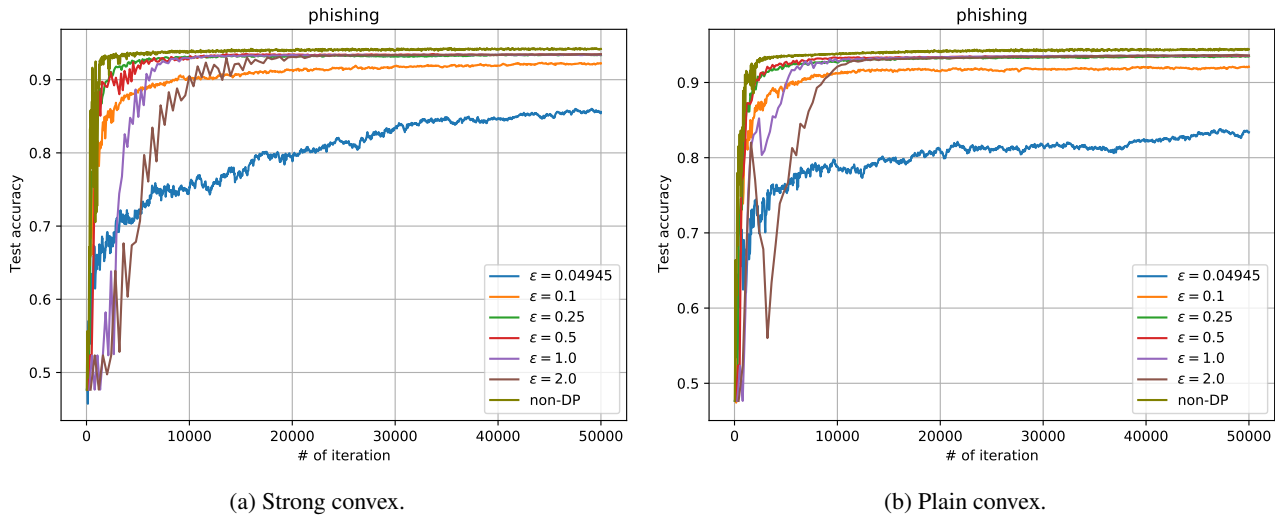 phishing
0.9
0.8
0.7
0.6
0.5
Test accuracy
0
10000
20000
30000
40000
50000
# of iteration
ε = 0.04945
ε = 0.1
ε = 0.25
ε = 0.5
ε = 1.0
ε = 2.0
non-DP
(a) Strong convex.
phishing
0.9
0.8
0.7
0.6
0.5
Test accuracy
0
10000
20000
30000
40000
50000
# of iteration
ε = 0.04945
ε = 0.1
ε = 0.25
ε = 0.5
ε = 1.0
ε = 2.0
non-DP
(b) Plain convex.